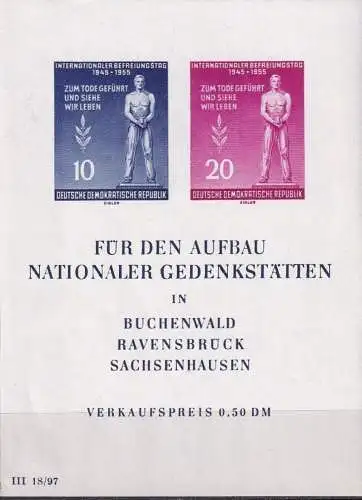 INTERNATIONALER BEFREIUNGSTAG
1945-1955
ZUM TODE GEFÜHRT
UND SIEHE
WIR LEBEN
10
DEUTSCHE DEMOKRATISCHE REPUBLIK
EIGLER
INTERNATIONALER BEFREIUNGSTAG
1945-1955
ZUM TODE GEFÜHRT
UND SIEHE
WIR LEBEN
20
DEUTSCHE DEMOKRATISCHE REPUBLIK
EIGLER
FÜR DEN AUFBAU
NATIONALER GEDENKSTÄTTEN
IN
BUCHENWALD
RAVENSBRÜCK
SACHSENHAUSEN
VERKAUFSPREIS 0,50 DM
III 18/97